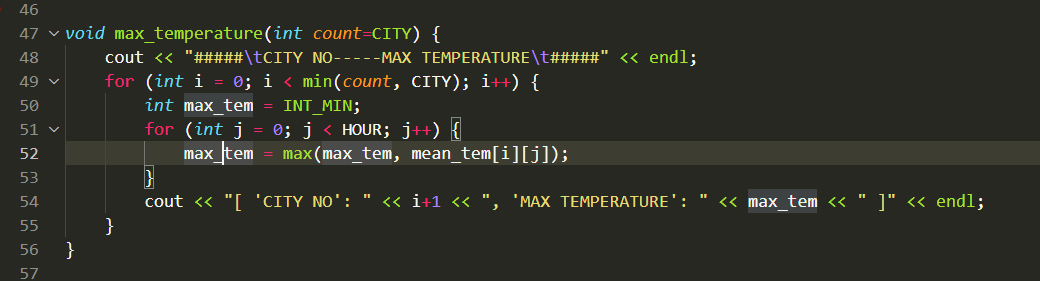 46
47 void max_temperature(int count=CITY) {
48     cout << "#####\tCITY NO-----MAX TEMPERATURE\t#####" << endl;
49     for (int i = 0; i < min(count, CITY); i++) {
50         int max_tem = INT_MIN;
51         for (int j = 0; j < HOUR; j++) {
52             max_tem = max(max_tem, mean_tem[i][j]);
53         }
54         cout << "[ 'CITY NO': " << i+1 << ", 'MAX TEMPERATURE': " << max_tem << " ]" << endl;
55     }
56 }
57